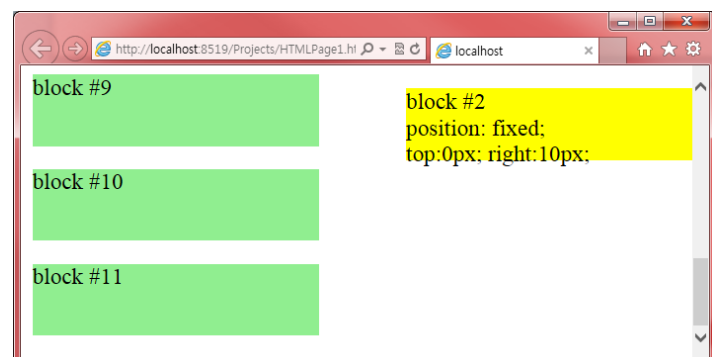 http://localhost:8519/Projects/HTMLPage1.ht
localhost
block #9
block #2
position: fixed;
top:0px; right:10px;
block #10
block #11